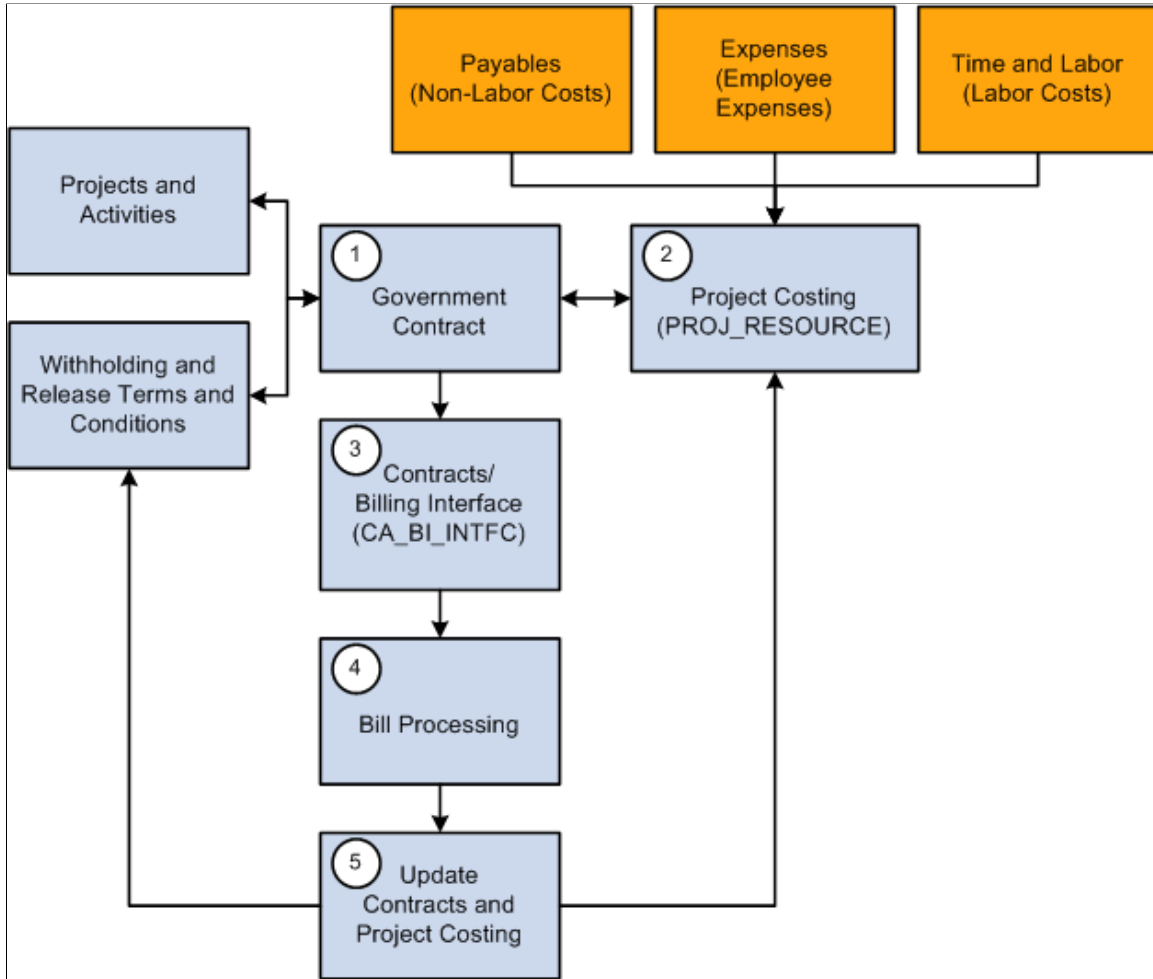 Payables
(Non-Labor Costs)
Expenses
(Employee
Expenses)
Time and Labor
(Labor Costs)
Projects and
Activities
1
Government
Contract
2
Project Costing
(PROJ_RESOURCE)
Withholding and
Release Terms and
Conditions
3
Contracts/
Billing Interface
(CA_BI_INTFC)
4
Bill Processing
5
Update
Contracts and
Project Costing